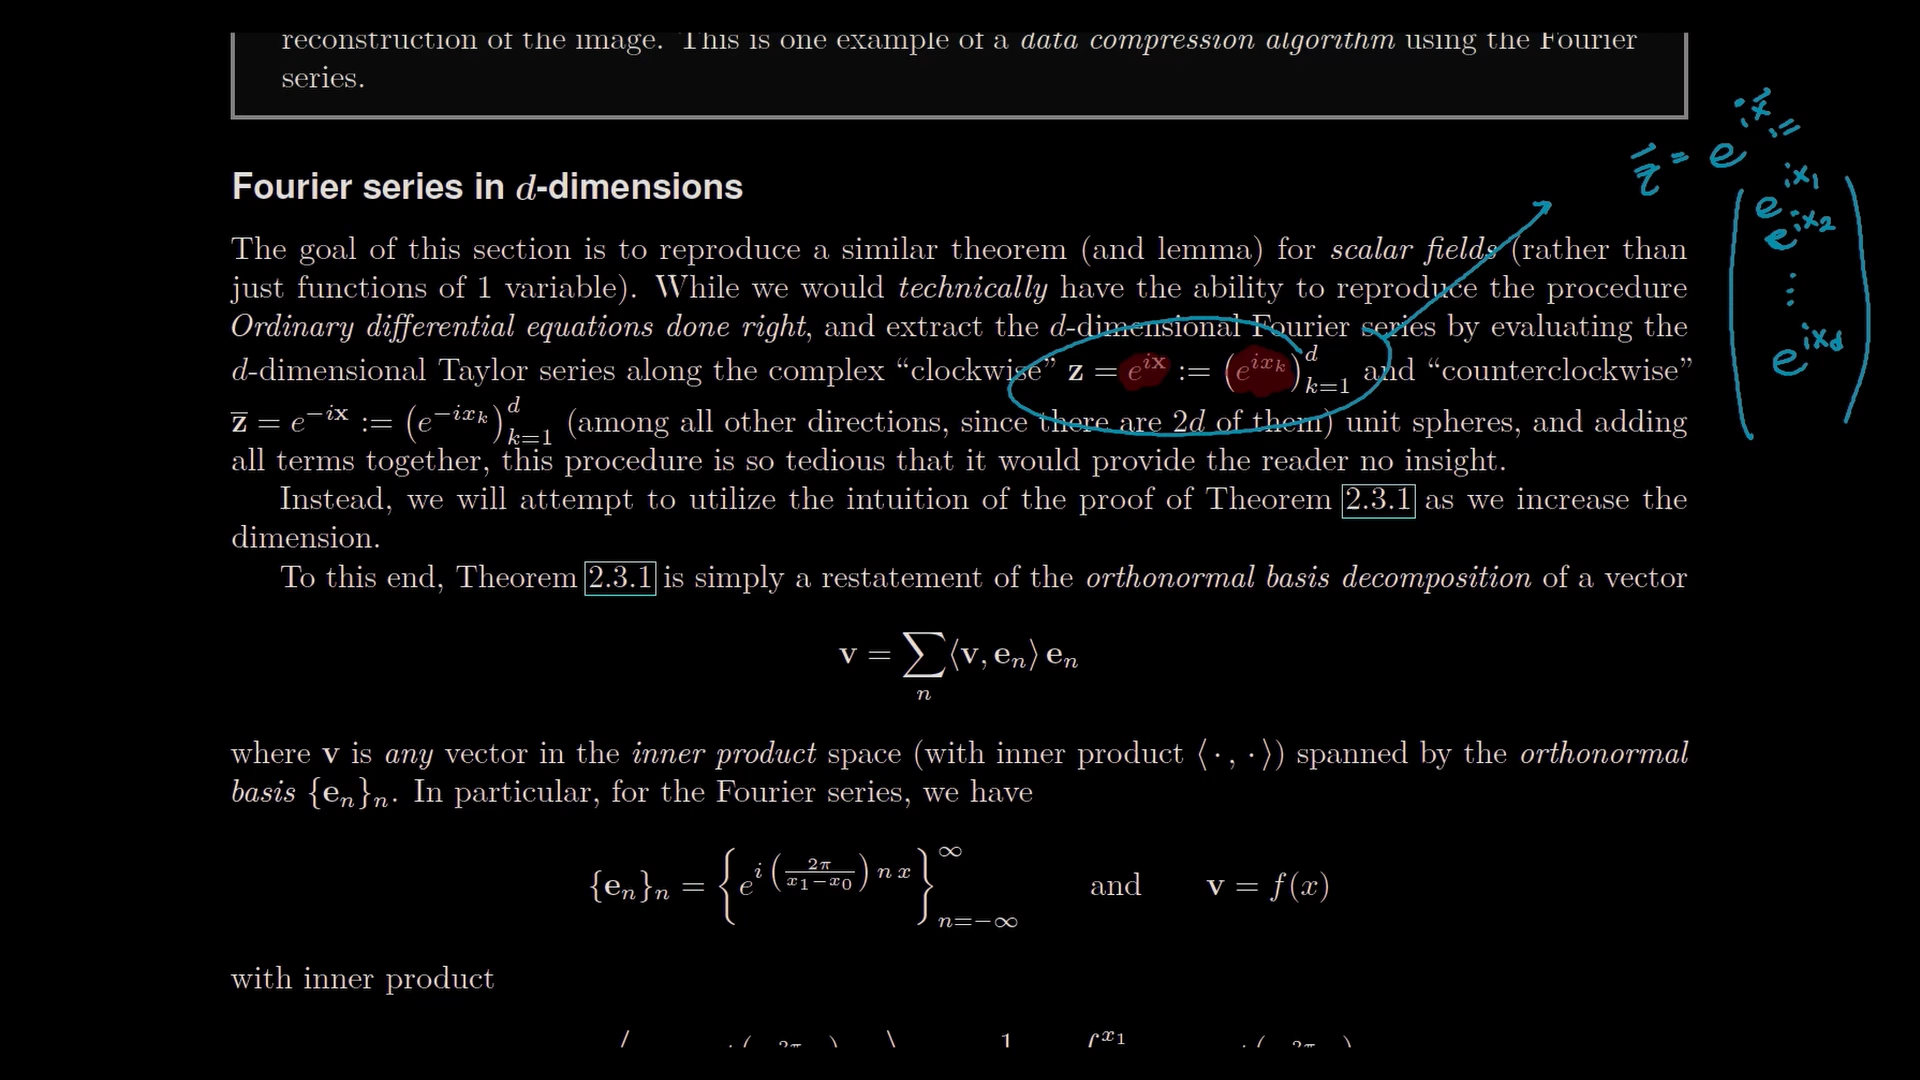 reconstruction of the image. This is one example of a data compression algorithm using the Fourier
series.
Fourier series in d-dimensions
The goal of this section is to reproduce a similar theorem (and lemma) for scalar fields (rather than
just functions of 1 variable). While we would technically have the ability to reproduce the procedure
Ordinary differential equations done right, and extract the d-dimensional Fourier series by evaluating the
d-dimensional Taylor series along the complex “clockwise” z = e^{ix} := (e^{ix_k})_{k=1}^d and “counterclockwise”
z̅ = e^{−ix} := (e^{−ix_k})_{k=1}^d (among all other directions, since there are 2d of them) unit spheres, and adding
all terms together, this procedure is so tedious that it would provide the reader no insight.
Instead, we will attempt to utilize the intuition of the proof of Theorem 2.3.1 as we increase the
dimension.
To this end, Theorem 2.3.1 is simply a restatement of the orthonormal basis decomposition of a vector
v = ∑_n ⟨v, e_n⟩ e_n
where v is any vector in the inner product space (with inner product ⟨·, ·⟩) spanned by the orthonormal
basis {e_n}_n. In particular, for the Fourier series, we have
{e_n}_n = {e^{i(2π/(x_1−x_0)) n x}}_{n=−∞}^∞ and v = f(x)
with inner product
z⃗ = e^{ix⃗} =
e^{ix_1}
e^{ix_2}
⋮
e^{ix_d}